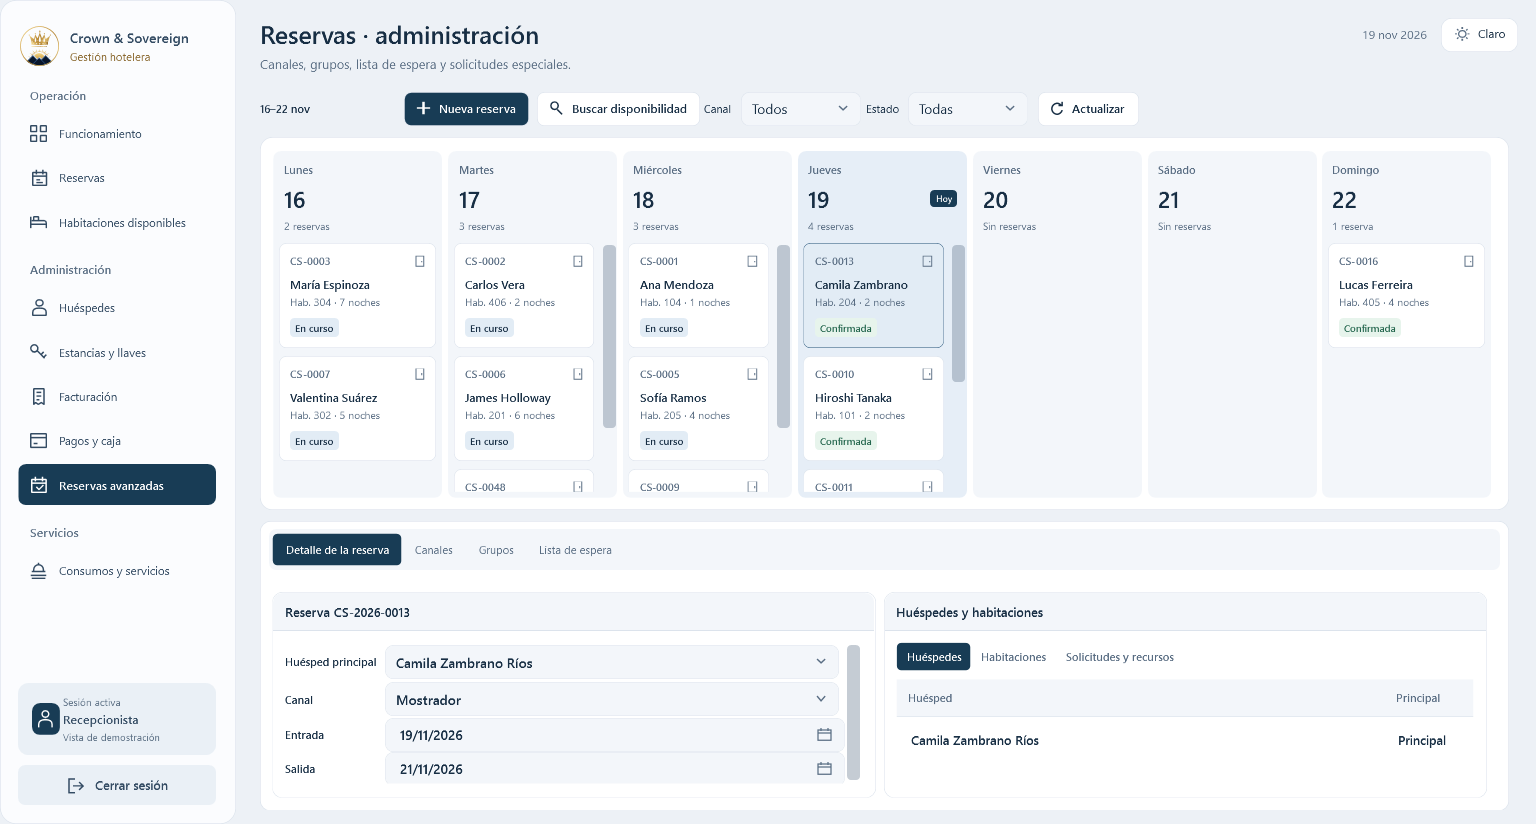 Crown & Sovereign
Gestión hotelera
Operación
Funcionamiento
Reservas
Habitaciones disponibles
Administración
Huéspedes
Estancias y llaves
Facturación
Pagos y caja
Reservas avanzadas
Servicios
Consumos y servicios
Sesión activa
Recepcionista
Vista de demostración
Cerrar sesión
Reservas · administración
Canales, grupos, lista de espera y solicitudes especiales.
19 nov 2026
Claro
16–22 nov
Nueva reserva
Buscar disponibilidad
Canal
Todos
Estado
Todas
Actualizar
Lunes
16
2 reservas
CS-0003
María Espinoza
Hab. 304 · 7 noches
En curso
CS-0007
Valentina Suárez
Hab. 302 · 5 noches
En curso
Martes
17
3 reservas
CS-0002
Carlos Vera
Hab. 406 · 2 noches
En curso
CS-0006
James Holloway
Hab. 201 · 6 noches
En curso
CS-0048
Miércoles
18
3 reservas
CS-0001
Ana Mendoza
Hab. 104 · 1 noches
En curso
CS-0005
Sofía Ramos
Hab. 205 · 4 noches
En curso
CS-0009
Jueves
19
Hoy
4 reservas
CS-0013
Camila Zambrano
Hab. 204 · 2 noches
Confirmada
CS-0010
Hiroshi Tanaka
Hab. 101 · 2 noches
Confirmada
CS-0011
Viernes
20
Sin reservas
Sábado
21
Sin reservas
Domingo
22
1 reserva
CS-0016
Lucas Ferreira
Hab. 405 · 4 noches
Confirmada
Detalle de la reserva
Canales
Grupos
Lista de espera
Reserva CS-2026-0013
Huésped principal
Camila Zambrano Ríos
Canal
Mostrador
Entrada
19/11/2026
Salida
21/11/2026
Huéspedes y habitaciones
Huéspedes
Habitaciones
Solicitudes y recursos
Huésped
Principal
Camila Zambrano Ríos
Principal